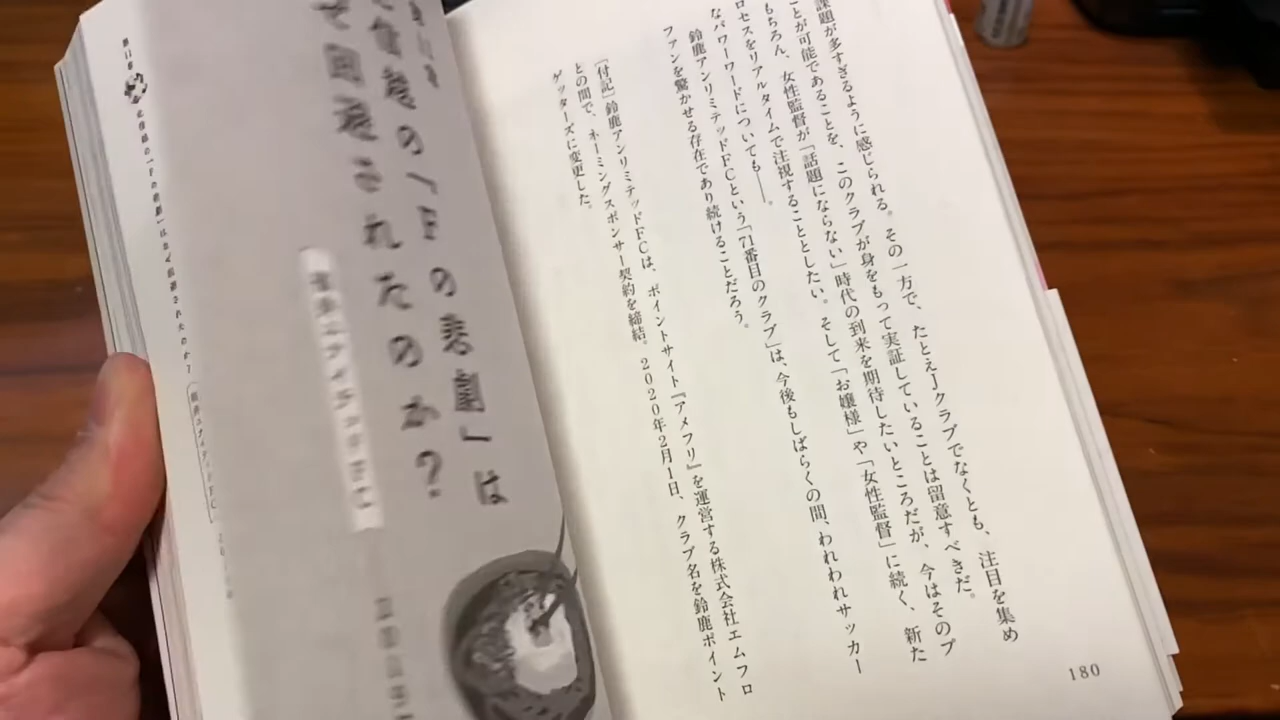 課題が多すぎるように感じられる。その一方で、たとえJクラブでなくとも、注目を集め
ことが可能であることを、このクラブが身をもって実証していることは留意すべきだ。
もちろん、女性監督が「話題にならない」時代の到来を期待したいところだが、今はそのプ
ロセスをリアルタイムで注視することとしたい。そして「お嬢様」や「女性監督」に続く、新た
なパワーワードについても――。
鈴鹿アンリミテッドFCという「71番目のクラブ」は、今後もしばらくの間、われわれサッカー
ファンを驚かせる存在であり続けることだろう。
［付記］鈴鹿アンリミテッドFCは、ポイントサイト『アメフリ』を運営する株式会社エムフロ
との間で、ネーミングスポンサー契約を締結。2020年2月1日、クラブ名を鈴鹿ポイント
ゲッターズに変更した。
180
の「Fの悲劇」は
されたのか？